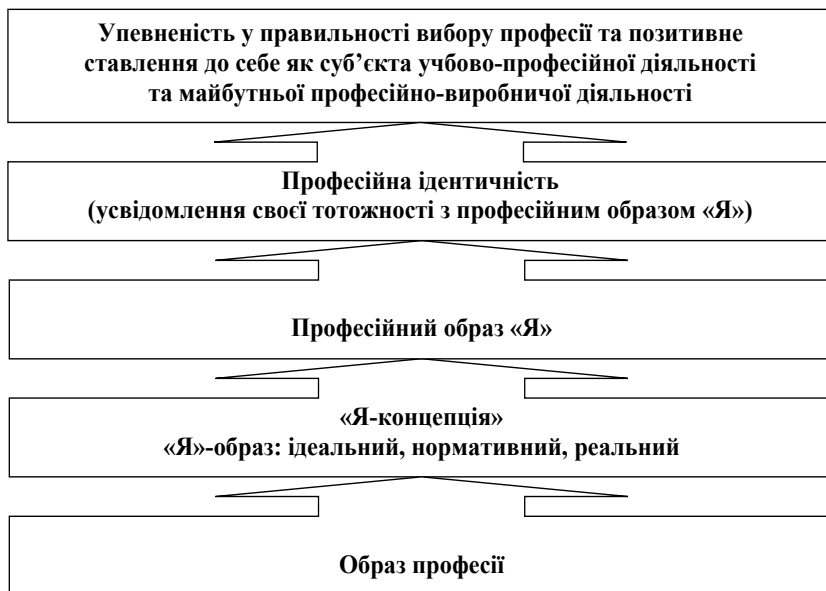 Упевненість у правильності вибору професії та позитивне
ставлення до себе як суб’єкта учбово-професійної діяльності
та майбутньої професійно-виробничої діяльності
Професійна ідентичність
(усвідомлення своєї тотожності з професійним образом «Я»)
Професійний образ «Я»
«Я-концепція»
«Я»-образ: ідеальний, нормативний, реальний
Образ професії